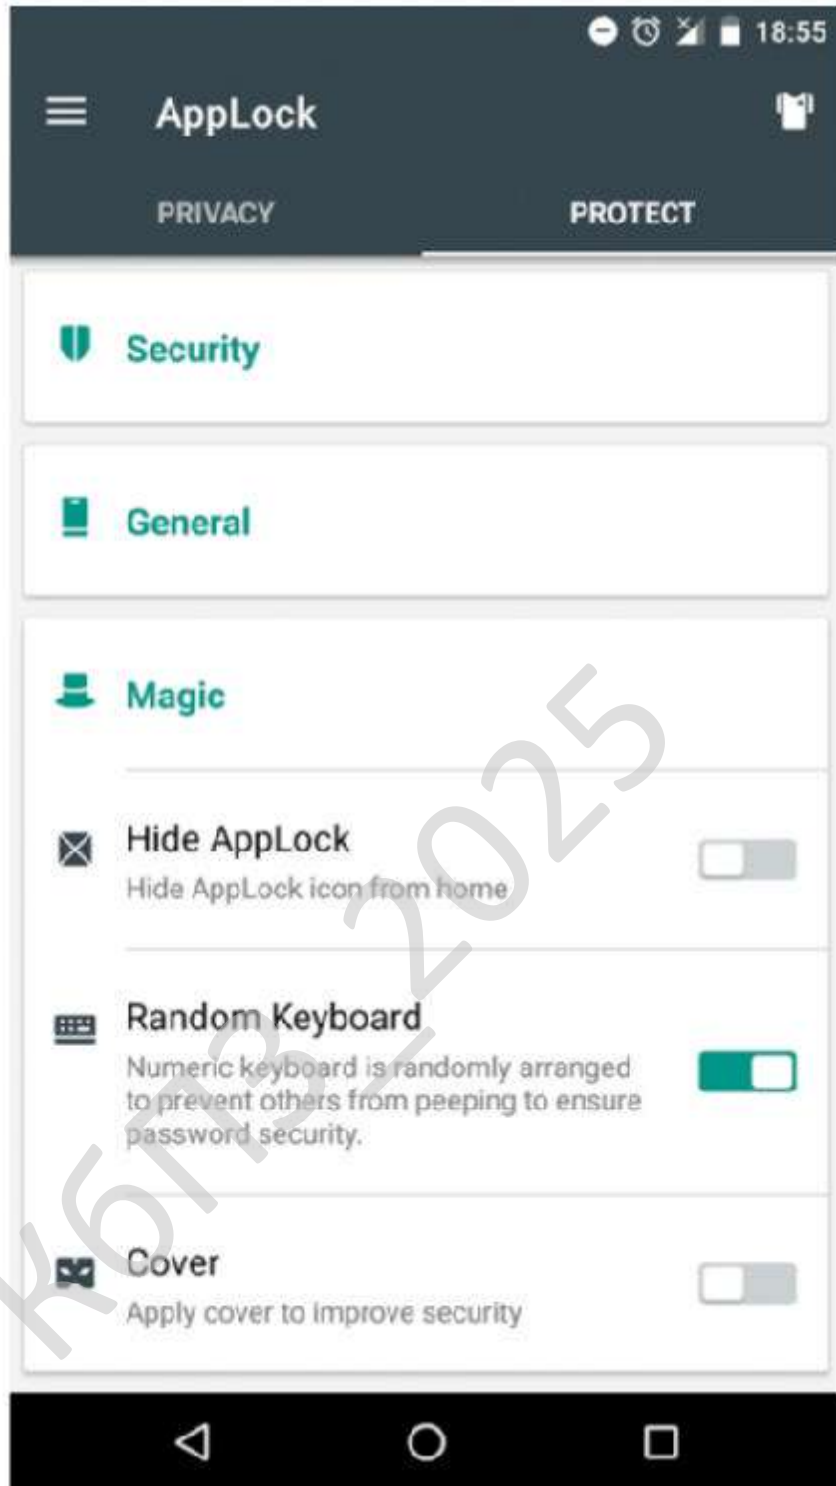 18:55
AppLock
PRIVACY PROTECT
Security
General
Magic
Hide AppLock
Hide AppLock icon from home
Random Keyboard
Numeric keyboard is randomly arranged
to prevent others from peeping to ensure
password security.
Cover
Apply cover to improve security
КбПЗ_2025